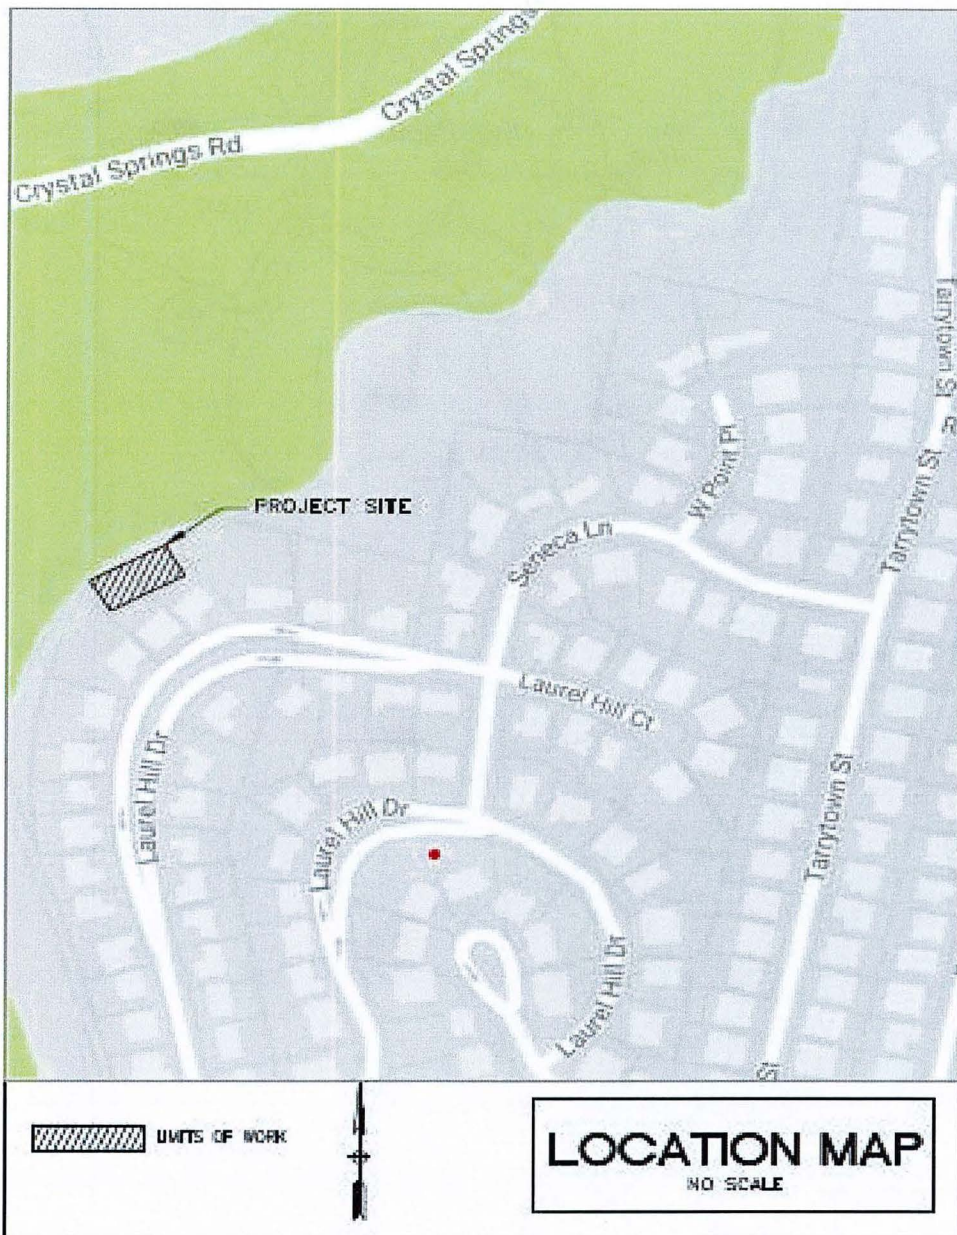 Crystal Springs
Crystal Springs Rd
Tarrytown St
W Point Pl
Tarrytown St
PROJECT SITE
Seneca Ln
Laurel Hill Ct
Laurel Hill Dr
Laurel Hill Dr
Tarrytown St
Laurel Hill Dr
St
LIMITS OF WORK
LOCATION MAP
NO SCALE